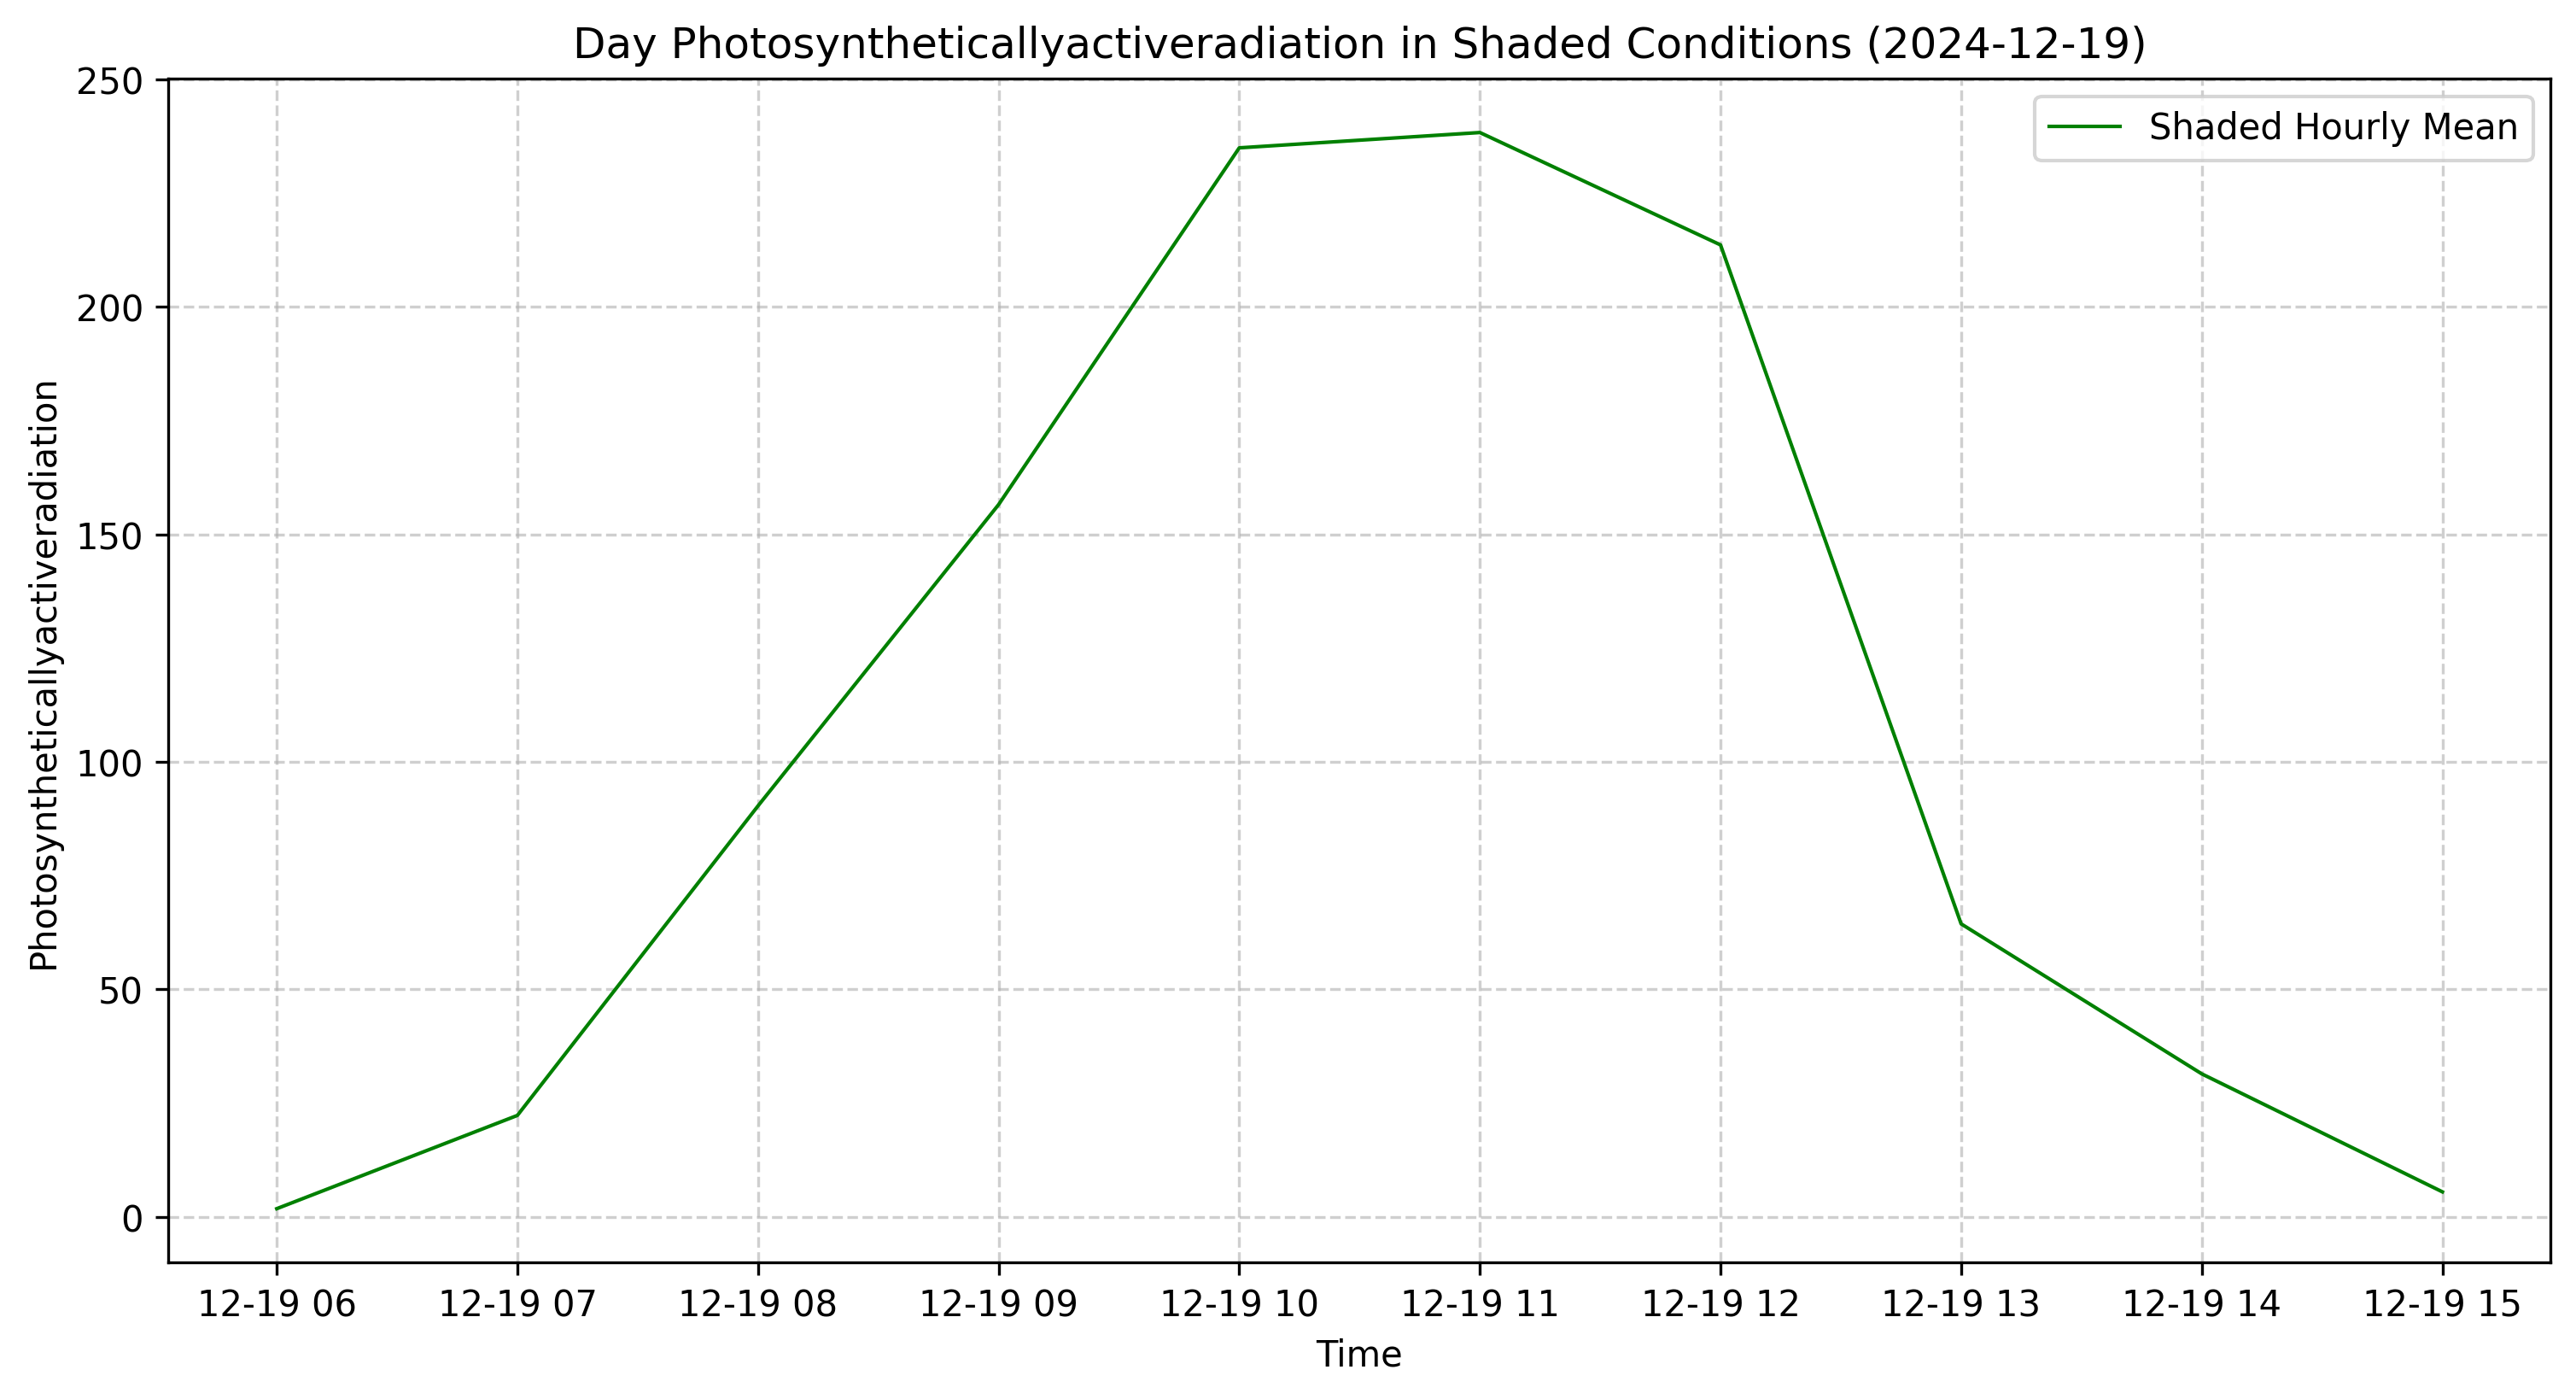 Day Photosyntheticallyactiveradiation in Shaded Conditions (2024-12-19)
Shaded Hourly Mean
Photosyntheticallyactiveradiation
250
200
150
100
50
0
12-19 06 12-19 07 12-19 08 12-19 09 12-19 10 12-19 11 12-19 12 12-19 13 12-19 14 12-19 15
Time